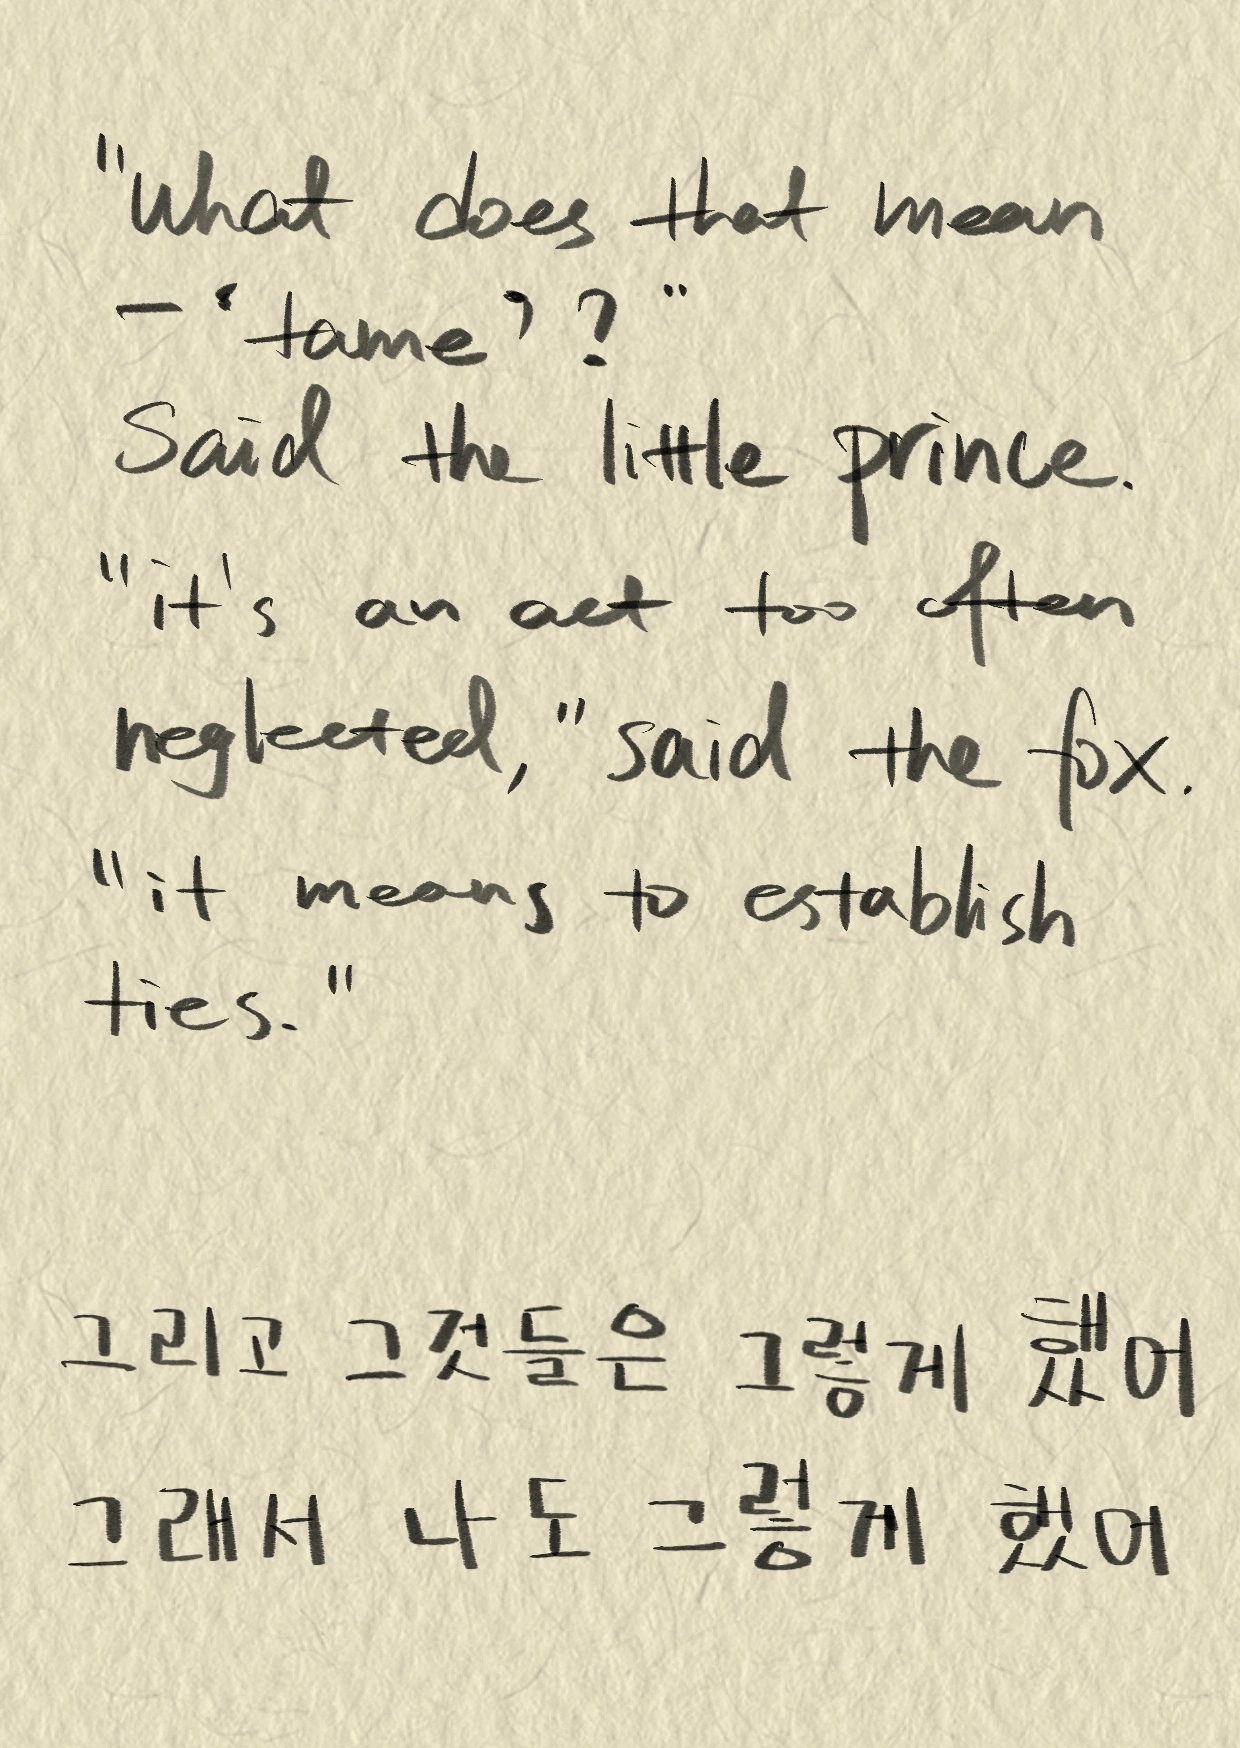 "What does that mean
- 'tame'?"
Said the little prince.
"it's an act too often
neglected," said the fox.
"it means to establish
ties."
그리고 그것들은 그렇게 했어
그래서 나도 그렇게 했어